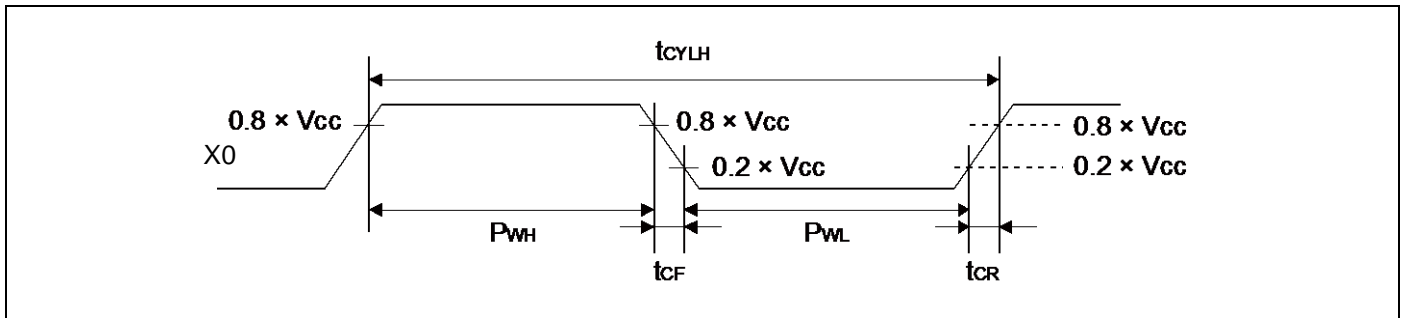 tCYLH
0.8 × Vcc
0.8 × Vcc
0.8 × Vcc
X0
0.2 × Vcc
0.2 × Vcc
PWH
PWL
tCF
tCR